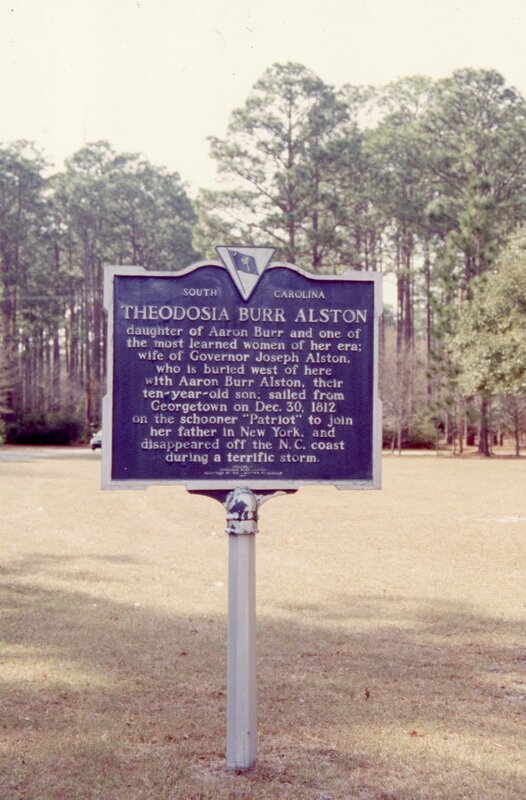 SOUTH CAROLINA
THEODOSIA BURR ALSTON
daughter of Aaron Burr and one of
the most learned women of her era;
wife of Governor Joseph Alston,
who is buried west of here
with Aaron Burr Alston, their
ten-year-old son; sailed from
Georgetown on Dec. 30, 1812
on the schooner "Patriot" to join
her father in New York, and
disappeared off the N.C. coast
during a terrific storm.